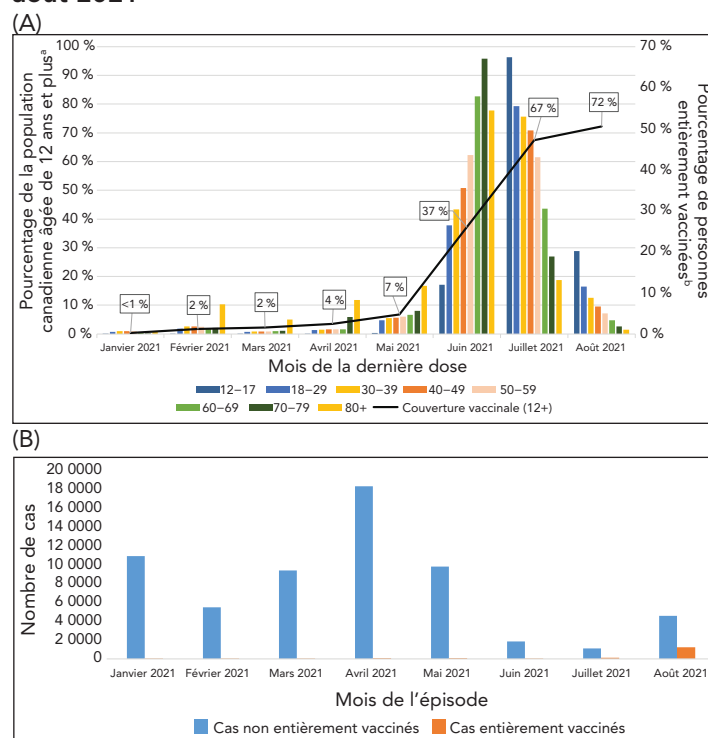 août 2021
(A)
Pourcentage de la population
canadienne âgée de 12 ans et plusᵃ
100 %
90 %
80 %
70 %
60 %
50 %
40 %
30 %
20 %
10 %
0 %
<1 %
2 %
2 %
4 %
7 %
37 %
67 %
72 %
70 %
60 %
50 %
40 %
30 %
20 %
10 %
0 %
Pourcentage de personnes
entièrement vaccinéesᵇ
Janvier 2021
Février 2021
Mars 2021
Avril 2021
Mai 2021
Juin 2021
Juillet 2021
Août 2021
Mois de la dernière dose
12–17 18–29 30–39 40–49 50–59
60–69 70–79 80+ Couverture vaccinale (12+)
(B)
Nombre de cas
20 0000
18 0000
16 0000
14 0000
12 0000
10 0000
8 0000
6 0000
4 0000
2 0000
0
Janvier 2021
Février 2021
Mars 2021
Avril 2021
Mai 2021
Juin 2021
Juillet 2021
Août 2021
Mois de l'épisode
Cas non entièrement vaccinés Cas entièrement vaccinés